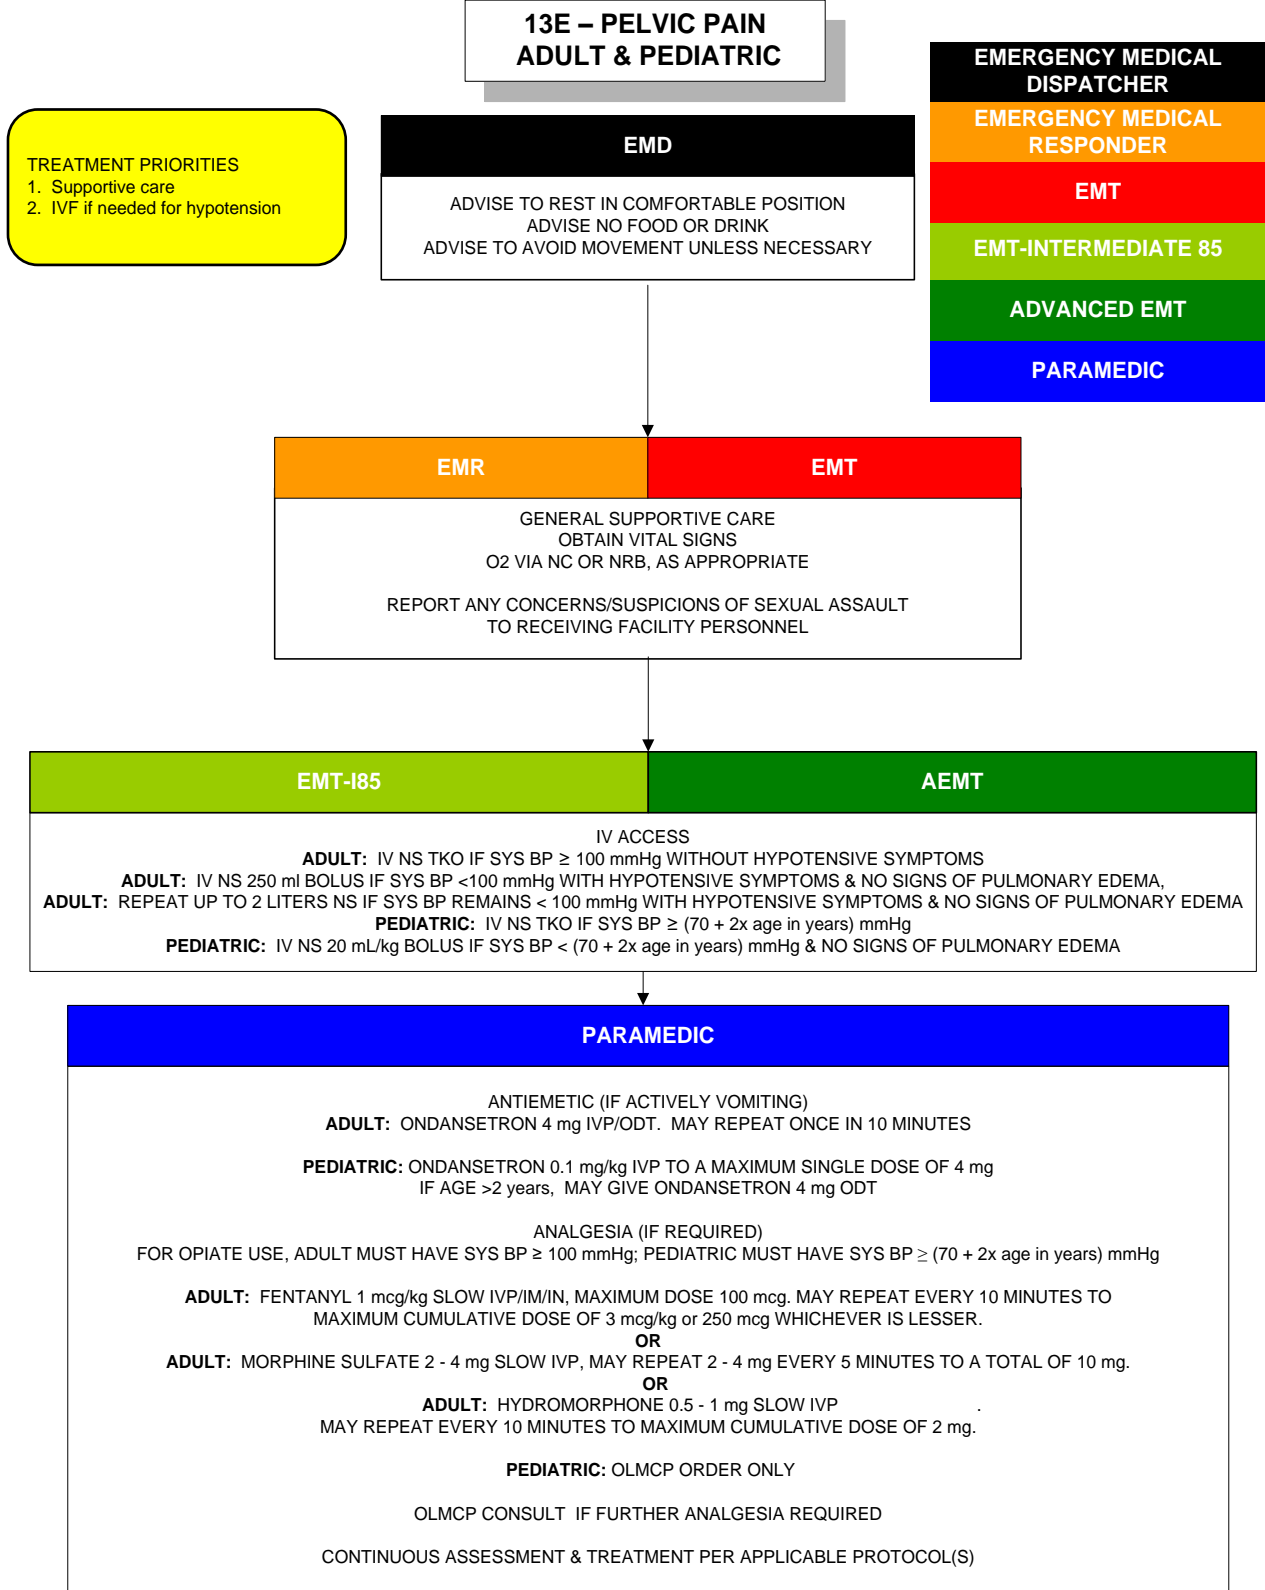 13E – PELVIC PAIN
ADULT & PEDIATRIC
TREATMENT PRIORITIES
1. Supportive care
2. IVF if needed for hypotension
EMD
ADVISE TO REST IN COMFORTABLE POSITION
ADVISE NO FOOD OR DRINK
ADVISE TO AVOID MOVEMENT UNLESS NECESSARY
EMERGENCY MEDICAL
DISPATCHER
EMERGENCY MEDICAL
RESPONDER
EMT
EMT-INTERMEDIATE 85
ADVANCED EMT
PARAMEDIC
EMR
EMT
GENERAL SUPPORTIVE CARE
OBTAIN VITAL SIGNS
O2 VIA NC OR NRB, AS APPROPRIATE
REPORT ANY CONCERNS/SUSPICIONS OF SEXUAL ASSAULT
TO RECEIVING FACILITY PERSONNEL
EMT-I85
AEMT
IV ACCESS
ADULT: IV NS TKO IF SYS BP ≥ 100 mmHg WITHOUT HYPOTENSIVE SYMPTOMS
ADULT: IV NS 250 ml BOLUS IF SYS BP <100 mmHg WITH HYPOTENSIVE SYMPTOMS & NO SIGNS OF PULMONARY EDEMA,
ADULT: REPEAT UP TO 2 LITERS NS IF SYS BP REMAINS < 100 mmHg WITH HYPOTENSIVE SYMPTOMS & NO SIGNS OF PULMONARY EDEMA
PEDIATRIC: IV NS TKO IF SYS BP ≥ (70 + 2x age in years) mmHg
PEDIATRIC: IV NS 20 mL/kg BOLUS IF SYS BP < (70 + 2x age in years) mmHg & NO SIGNS OF PULMONARY EDEMA
PARAMEDIC
ANTIEMETIC (IF ACTIVELY VOMITING)
ADULT: ONDANSETRON 4 mg IVP/ODT. MAY REPEAT ONCE IN 10 MINUTES
PEDIATRIC: ONDANSETRON 0.1 mg/kg IVP TO A MAXIMUM SINGLE DOSE OF 4 mg
IF AGE >2 years, MAY GIVE ONDANSETRON 4 mg ODT
ANALGESIA (IF REQUIRED)
FOR OPIATE USE, ADULT MUST HAVE SYS BP ≥ 100 mmHg; PEDIATRIC MUST HAVE SYS BP ≥ (70 + 2x age in years) mmHg
ADULT: FENTANYL 1 mcg/kg SLOW IVP/IM/IN, MAXIMUM DOSE 100 mcg. MAY REPEAT EVERY 10 MINUTES TO
MAXIMUM CUMULATIVE DOSE OF 3 mcg/kg or 250 mcg WHICHEVER IS LESSER.
OR
ADULT: MORPHINE SULFATE 2 - 4 mg SLOW IVP, MAY REPEAT 2 - 4 mg EVERY 5 MINUTES TO A TOTAL OF 10 mg.
OR
ADULT: HYDROMORPHONE 0.5 - 1 mg SLOW IVP .
MAY REPEAT EVERY 10 MINUTES TO MAXIMUM CUMULATIVE DOSE OF 2 mg.
PEDIATRIC: OLMCP ORDER ONLY
OLMCP CONSULT IF FURTHER ANALGESIA REQUIRED
CONTINUOUS ASSESSMENT & TREATMENT PER APPLICABLE PROTOCOL(S)